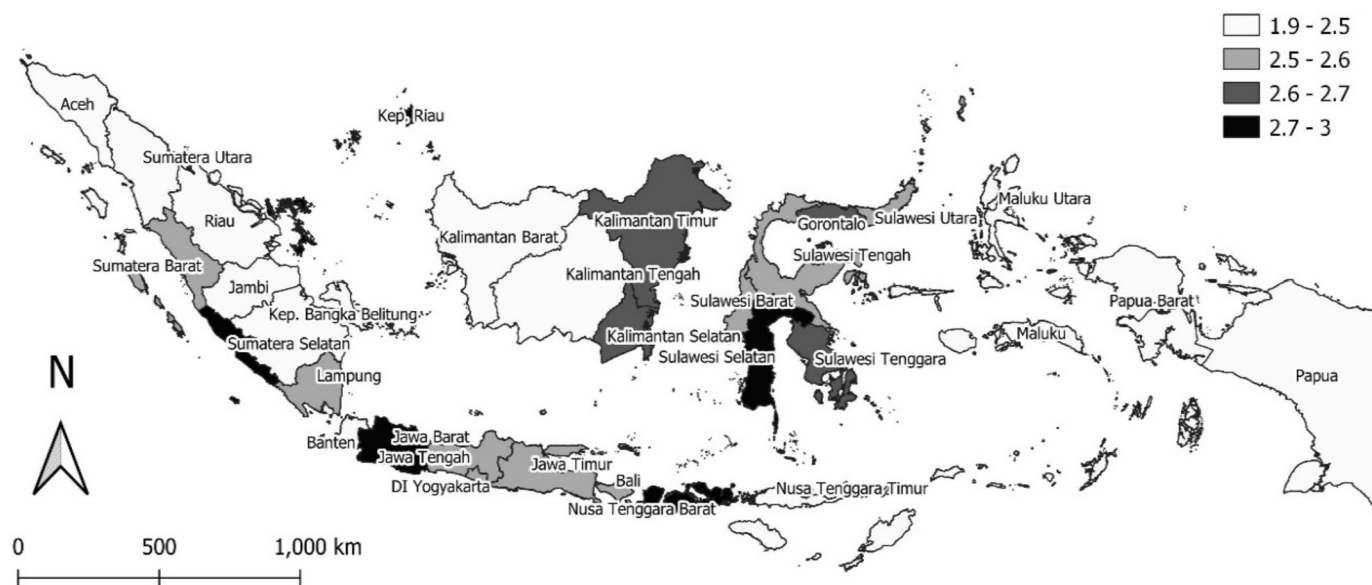 1.9 - 2.5
2.5 - 2.6
2.6 - 2.7
2.7 - 3
Aceh
Kep. Riau
Sumatera Utara
Riau
Kalimantan Timur
Gorontalo
Sulawesi Utara
Maluku Utara
Kalimantan Barat
Sumatera Barat
Sulawesi Tengah
Jambi
Kalimantan Tengah
Kep. Bangka Belitung
Sulawesi Barat
Papua Barat
Sumatera Selatan
Kalimantan Selatan
Maluku
Sulawesi Selatan
Sulawesi Tenggara
N
Lampung
Papua
Banten
Jawa Barat
Jawa Tengah
Jawa Timur
DI Yogyakarta
Bali
Nusa Tenggara Timur
Nusa Tenggara Barat
0 500 1,000 km